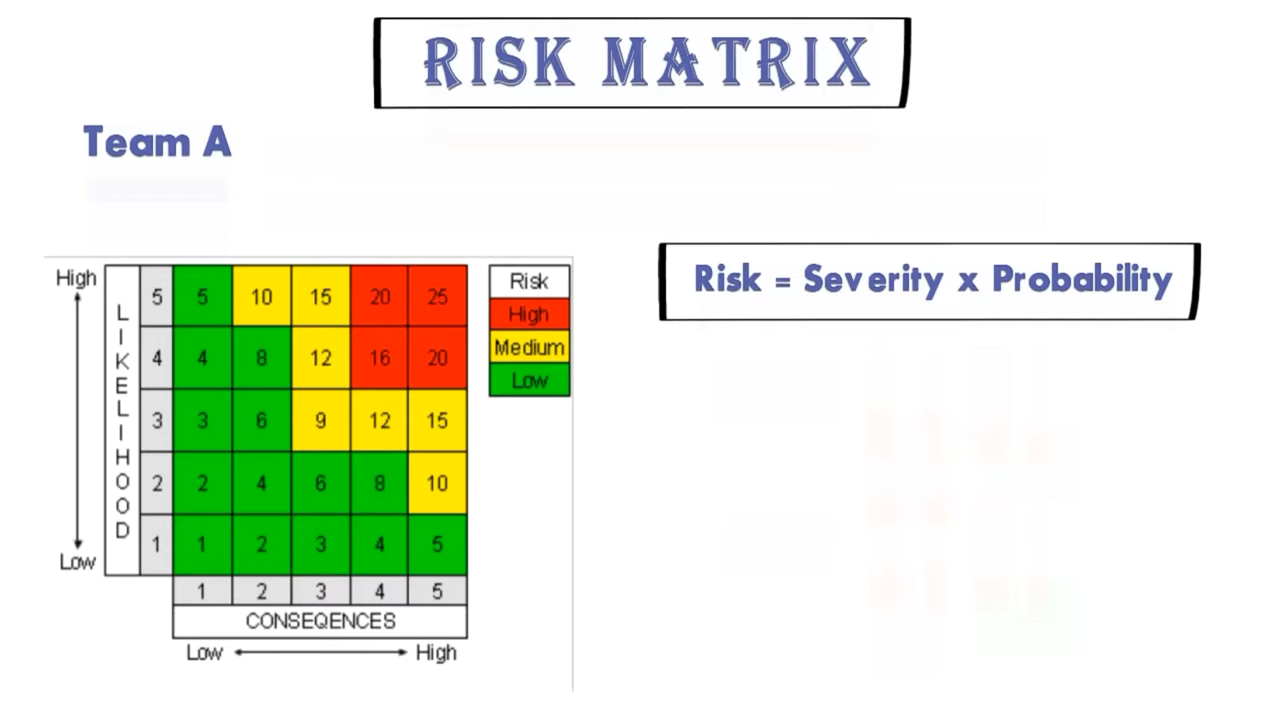 RISK MATRIX
Team A
Risk = Severity x Probability
High
Low
LIKELIHOOD
5 5 10 15 20 25
4 4 8 12 16 20
3 3 6 9 12 15
2 2 4 6 8 10
1 1 2 3 4 5
1 2 3 4 5
CONSEQENCES
Low High
Risk
High
Medium
Low